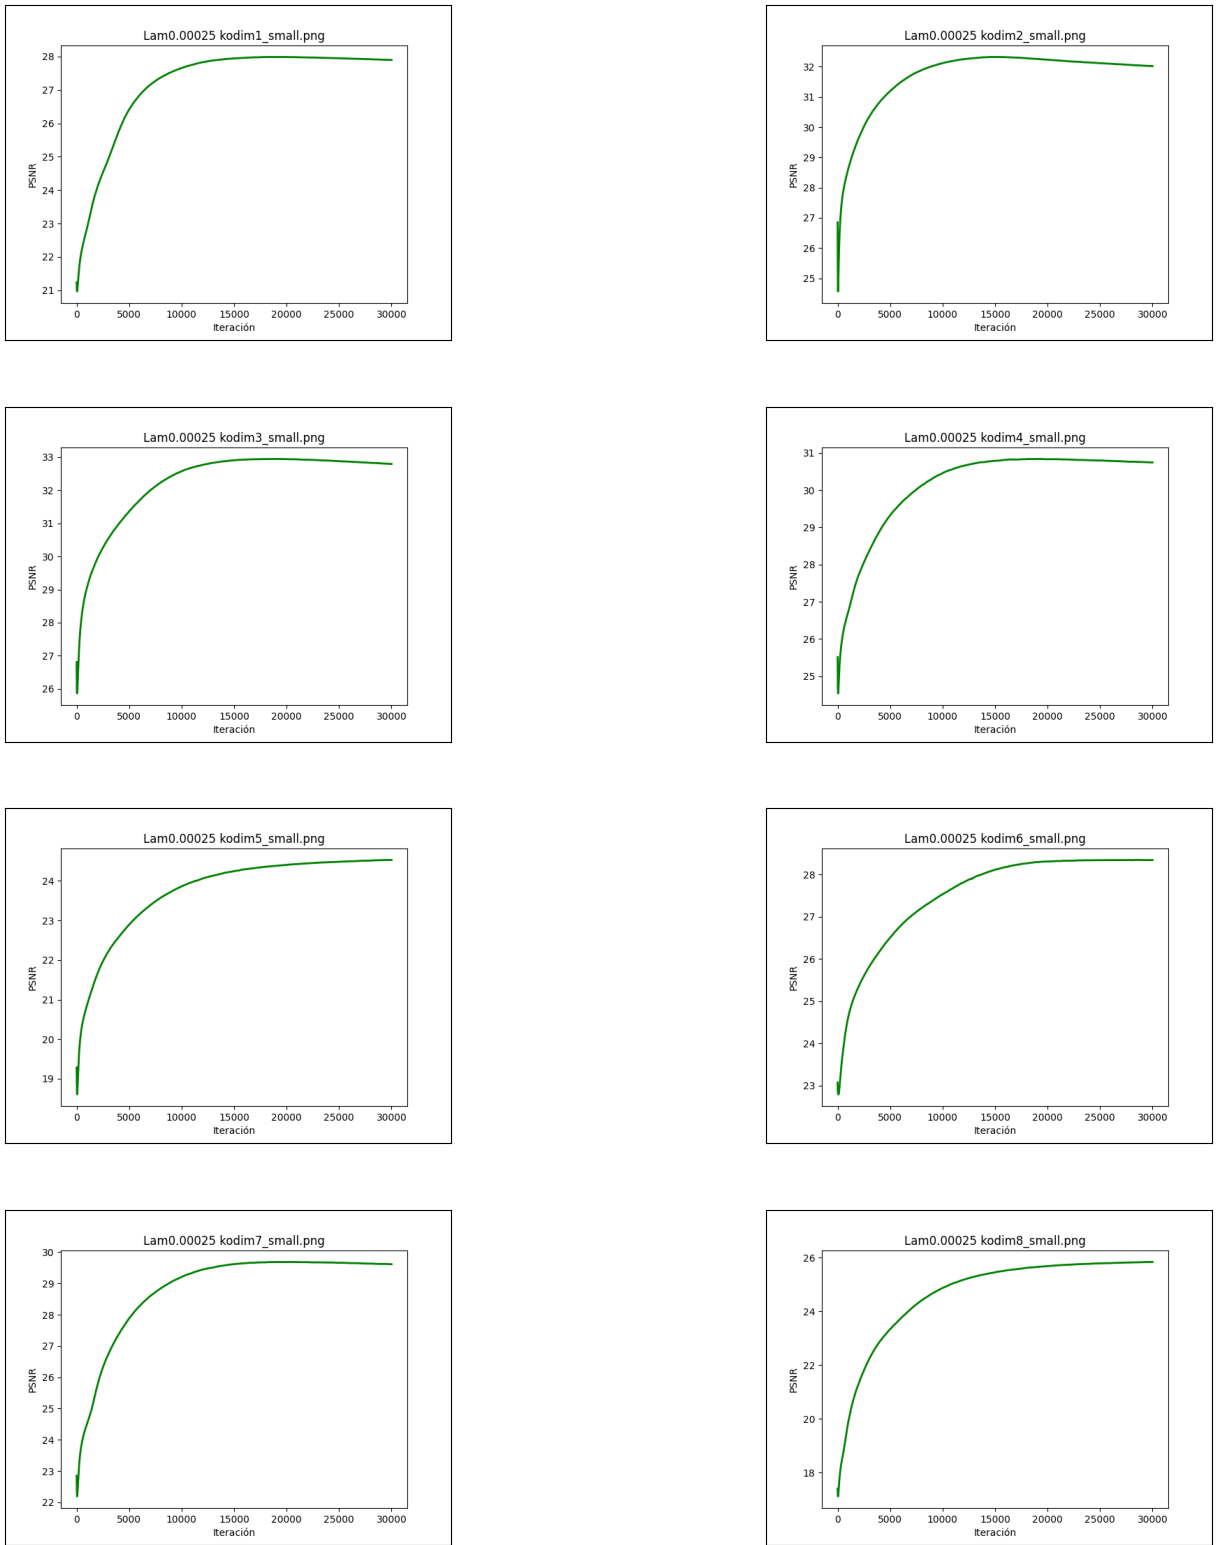 Lam0.00025 kodim1_small.png
28
27
26
25
24
23
22
21
PSNR
0 5000 10000 15000 20000 25000 30000
Iteración
Lam0.00025 kodim2_small.png
32
31
30
29
28
27
26
25
PSNR
0 5000 10000 15000 20000 25000 30000
Iteración
Lam0.00025 kodim3_small.png
33
32
31
30
29
28
27
26
PSNR
0 5000 10000 15000 20000 25000 30000
Iteración
Lam0.00025 kodim4_small.png
31
30
29
28
27
26
25
PSNR
0 5000 10000 15000 20000 25000 30000
Iteración
Lam0.00025 kodim5_small.png
24
23
22
21
20
19
PSNR
0 5000 10000 15000 20000 25000 30000
Iteración
Lam0.00025 kodim6_small.png
28
27
26
25
24
23
PSNR
0 5000 10000 15000 20000 25000 30000
Iteración
Lam0.00025 kodim7_small.png
30
29
28
27
26
25
24
23
22
PSNR
0 5000 10000 15000 20000 25000 30000
Iteración
Lam0.00025 kodim8_small.png
26
24
22
20
18
PSNR
0 5000 10000 15000 20000 25000 30000
Iteración